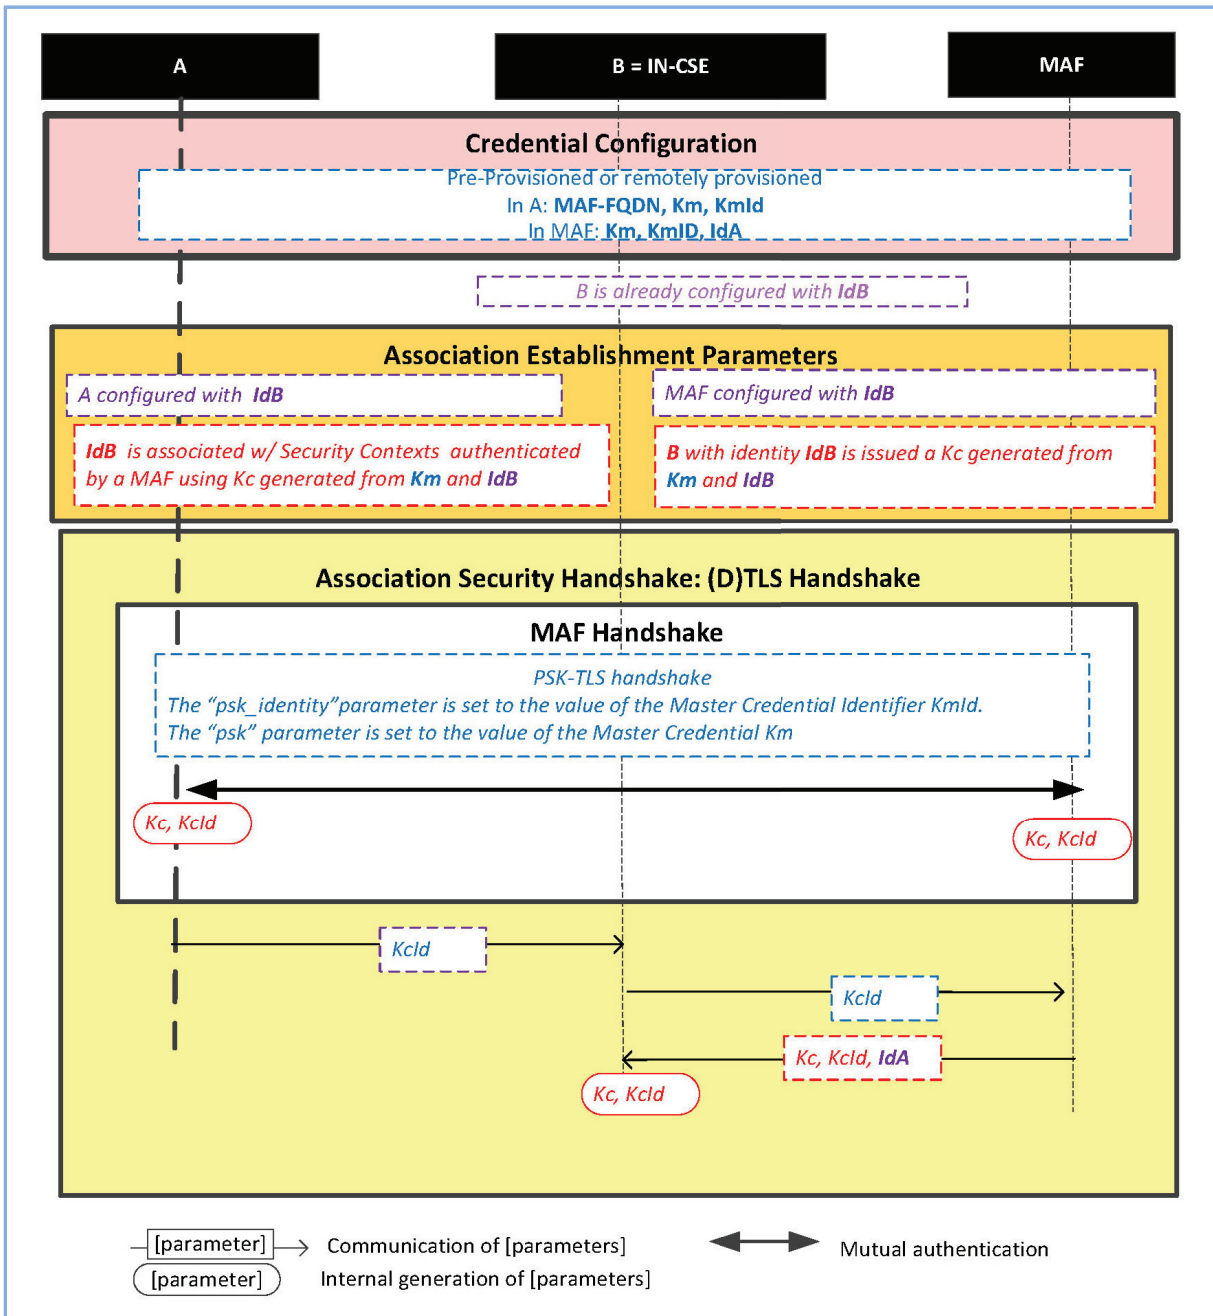 A
B = IN-CSE
MAF
Credential Configuration
Pre-Provisioned or remotely provisioned
In A: MAF-FQDN, Km, KmId
In MAF: Km, KmID, IdA
B is already configured with IdB
Association Establishment Parameters
A configured with IdB
MAF configured with IdB
IdB is associated w/ Security Contexts authenticated
by a MAF using Kc generated from Km and IdB
B with identity IdB is issued a Kc generated from
Km and IdB
Association Security Handshake: (D)TLS Handshake
MAF Handshake
PSK-TLS handshake
The “psk_identity”parameter is set to the value of the Master Credential Identifier KmId.
The “psk” parameter is set to the value of the Master Credential Km
Kc, KcId
Kc, KcId
KcId
KcId
Kc, KcId, IdA
Kc, KcId
[parameter] Communication of [parameters]
Mutual authentication
[parameter] Internal generation of [parameters]